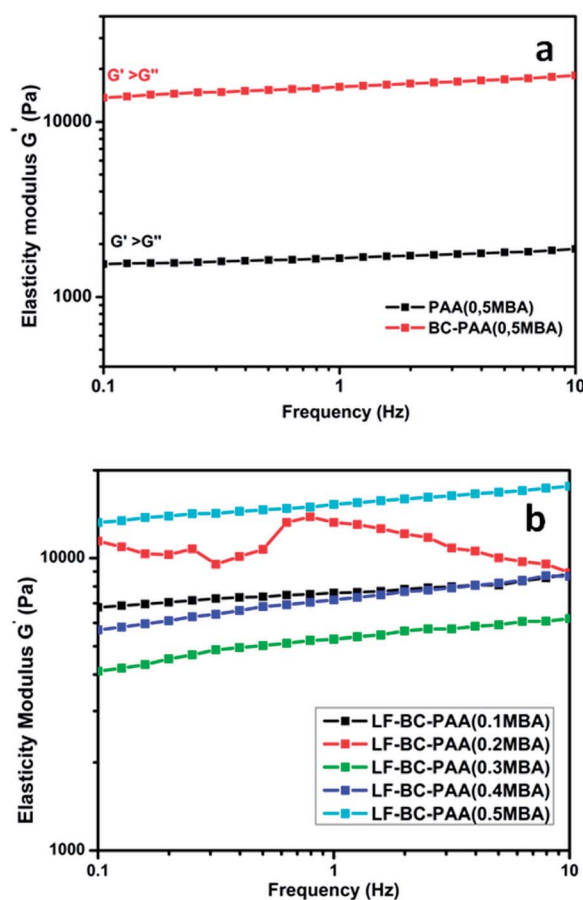 a
G' >G''
10000
Elasticity modulus G' (Pa)
G' >G''
1000
PAA(0,5MBA)
BC-PAA(0,5MBA)
0.1
1
10
Frequency (Hz)
b
10000
Elasticity Modulus G' (Pa)
LF-BC-PAA(0.1MBA)
LF-BC-PAA(0.2MBA)
LF-BC-PAA(0.3MBA)
LF-BC-PAA(0.4MBA)
LF-BC-PAA(0.5MBA)
1000
0.1
1
10
Frequency (Hz)